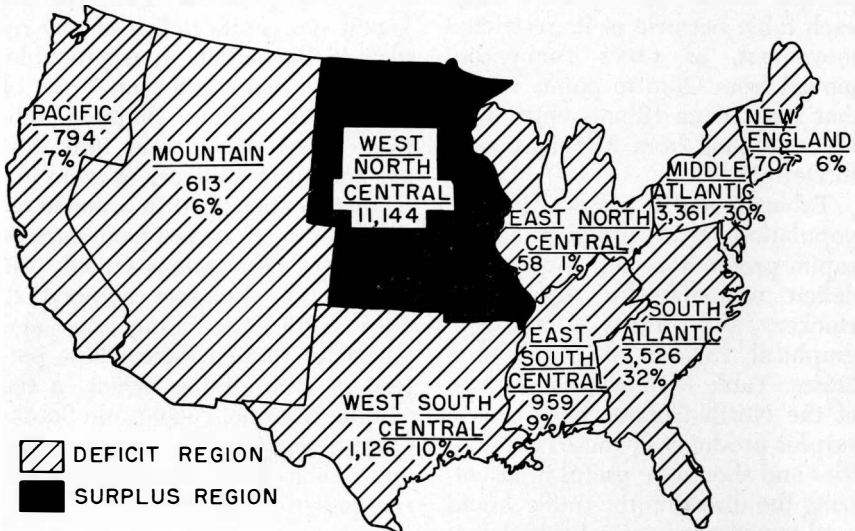 PACIFIC
794
7%
MOUNTAIN
613
6%
WEST
NORTH
CENTRAL
11,144
EAST NORTH
CENTRAL
58 1%
NEW
ENGLAND
707 6%
MIDDLE
ATLANTIC
3,361 30%
SOUTH
ATLANTIC
3,526
32%
EAST
SOUTH
CENTRAL
959
9%
WEST SOUTH
CENTRAL
1,126 10%
DEFICIT REGION
SURPLUS REGION